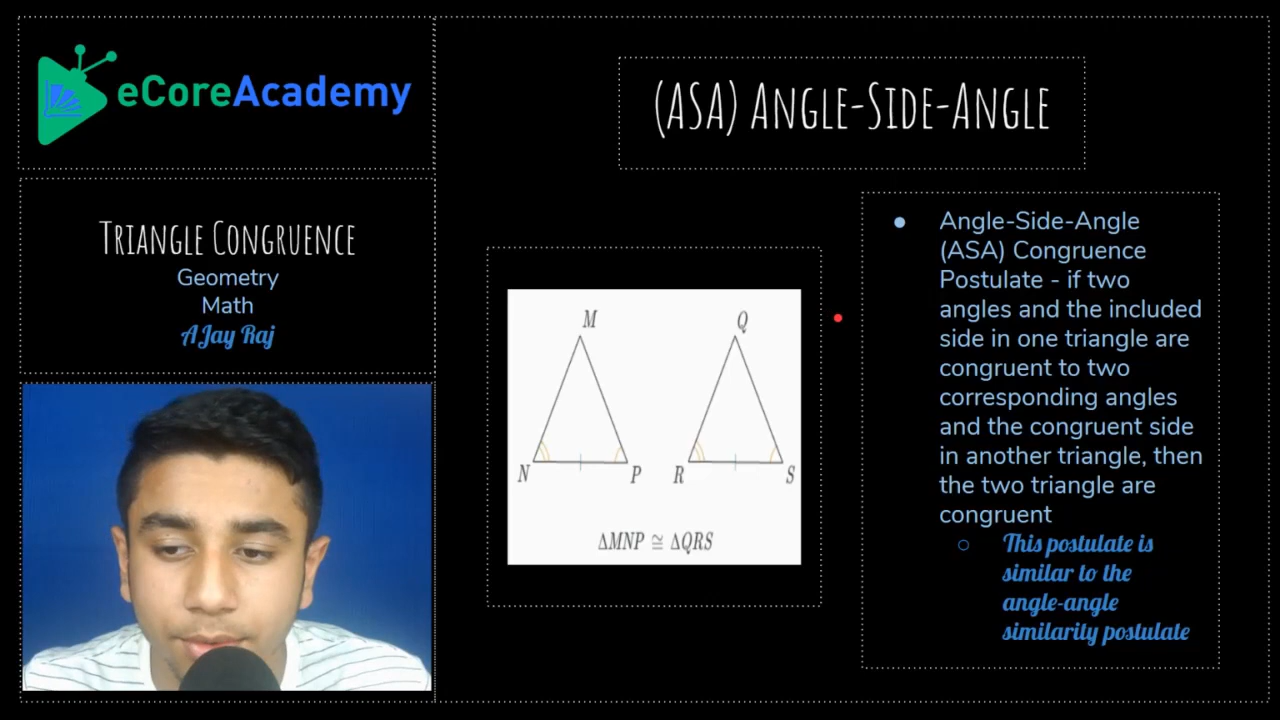 eCoreAcademy
(ASA) Angle-Side-Angle
Triangle Congruence
Geometry
Math
AJay Raj
M
Q
N
P
R
S
ΔMNP ≅ ΔQRS
● Angle-Side-Angle
(ASA) Congruence
Postulate - if two
angles and the included
side in one triangle are
congruent to two
corresponding angles
and the congruent side
in another triangle, then
the two triangle are
congruent
○ This postulate is
similar to the
angle-angle
similarity postulate